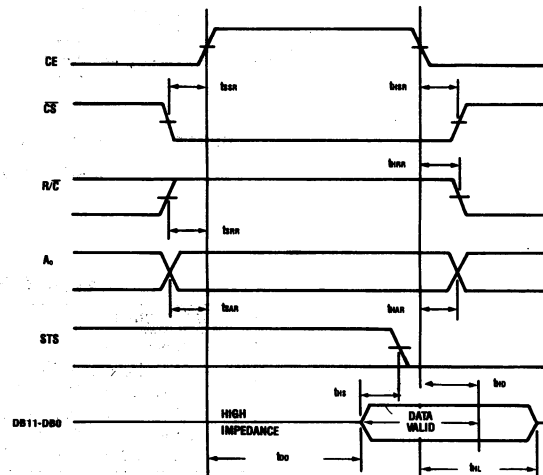 CE
tSSR
tHSR
CS
tHRR
R/C
tSRR
A₀
tSAR
tHAR
STS
tHS
tHD
DB11-DB0
HIGH
IMPEDANCE
DATA
VALID
tDD
tHL